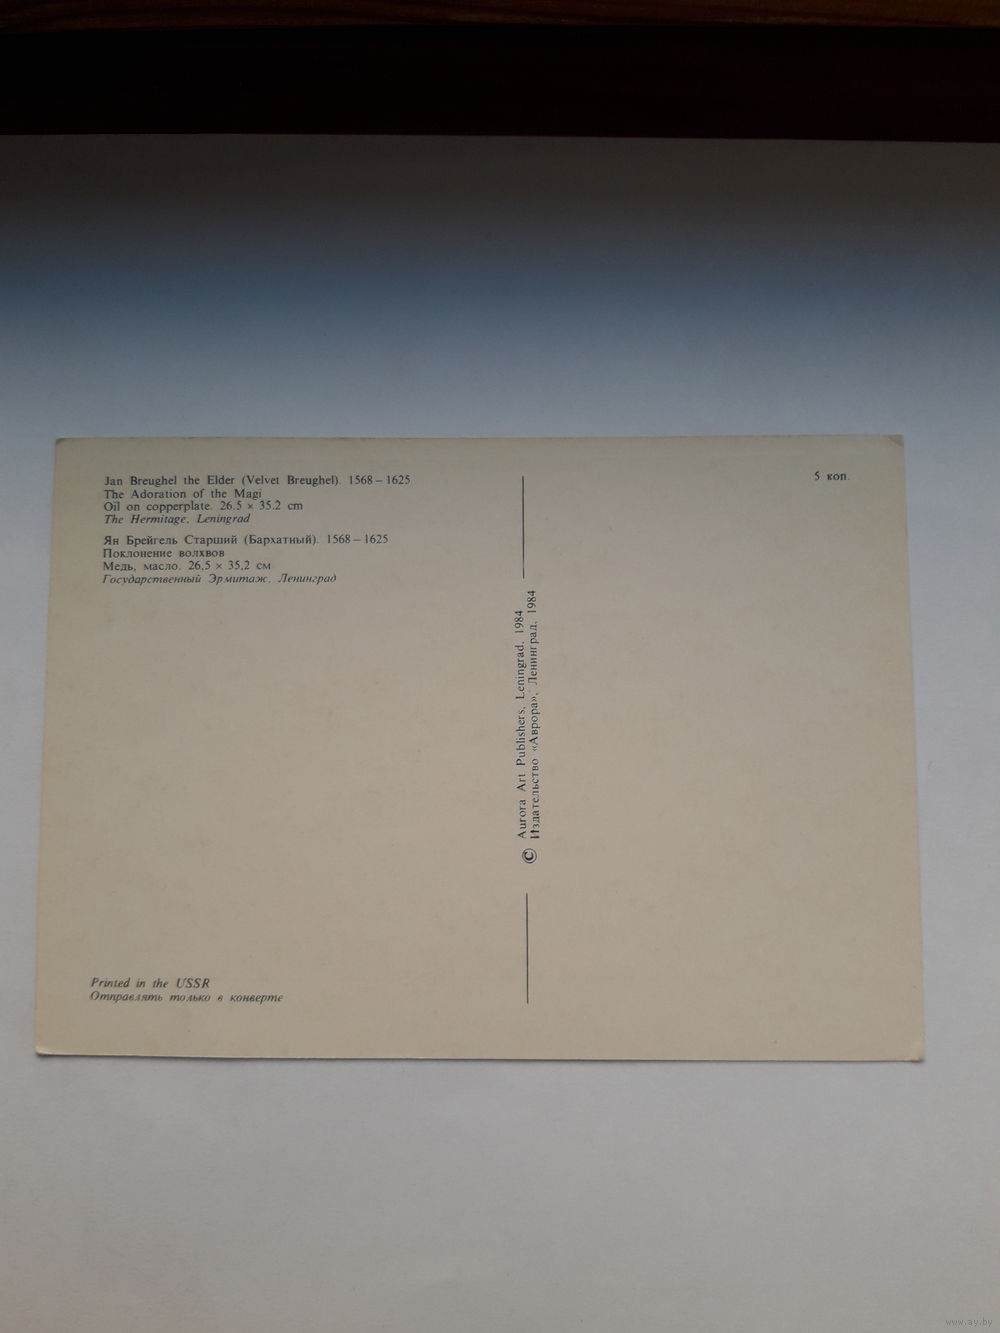 Jan Breughel the Elder (Velvet Breughel). 1568–1625
The Adoration of the Magi
Oil on copperplate. 26.5 × 35.2 cm
The Hermitage, Leningrad
Ян Брейгель Старший (Бархатный). 1568–1625
Поклонение волхвов
Медь, масло. 26,5 × 35,2 см
Государственный Эрмитаж, Ленинград
5 коп.
© Aurora Art Publishers, Leningrad, 1984
Издательство «Аврора», Ленинград, 1984
Printed in the USSR
Отправлять только в конверте
www.ay.by